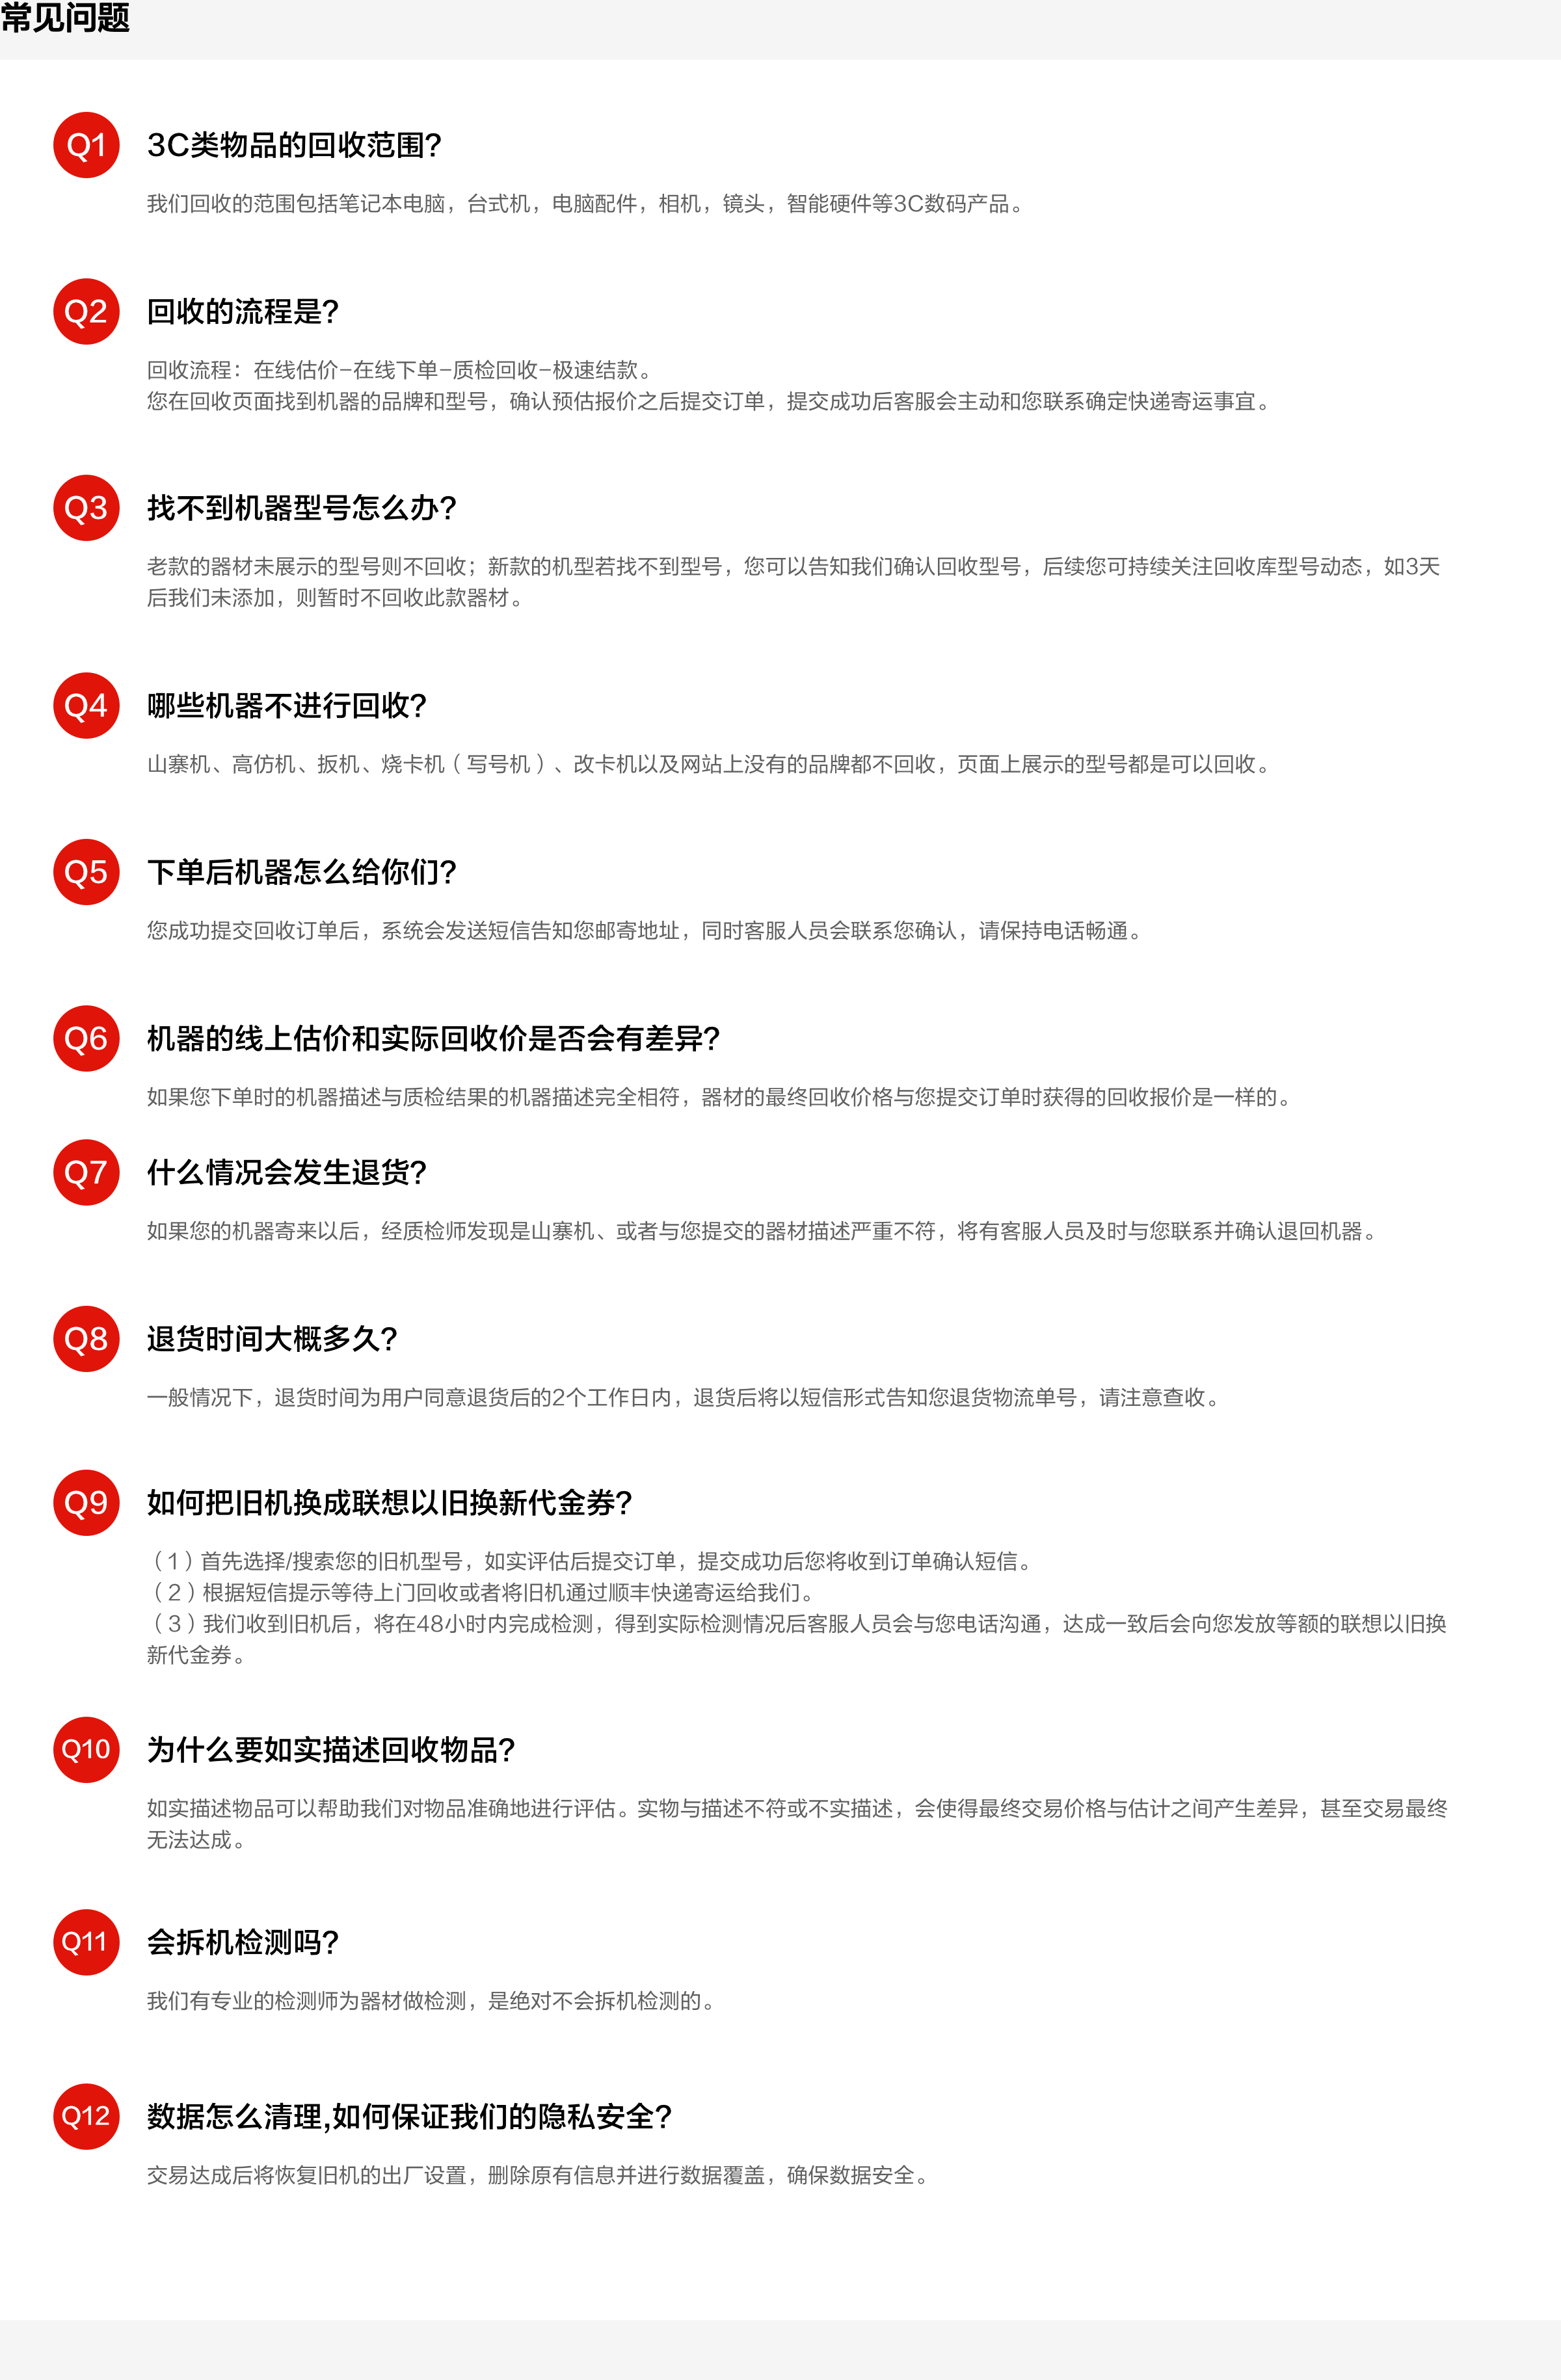 常见问题
Q1
3C类物品的回收范围?
我们回收的范围包括笔记本电脑，台式机，电脑配件，相机，镜头，智能硬件等3C数码产品。
Q2
回收的流程是?
回收流程：在线估价-在线下单-质检回收-极速结款。
您在回收页面找到机器的品牌和型号，确认预估报价之后提交订单，提交成功后客服会主动和您联系确定快递寄运事宜。
Q3
找不到机器型号怎么办?
老款的器材未展示的型号则不回收；新款的机型若找不到型号，您可以告知我们确认回收型号，后续您可持续关注回收库型号动态，如3天
后我们未添加，则暂时不回收此款器材。
Q4
哪些机器不进行回收?
山寨机、高仿机、扳机、烧卡机（写号机）、改卡机以及网站上没有的品牌都不回收，页面上展示的型号都是可以回收。
Q5
下单后机器怎么给你们?
您成功提交回收订单后，系统会发送短信告知您邮寄地址，同时客服人员会联系您确认，请保持电话畅通。
Q6
机器的线上估价和实际回收价是否会有差异?
如果您下单时的机器描述与质检结果的机器描述完全相符，器材的最终回收价格与您提交订单时获得的回收报价是一样的。
Q7
什么情况会发生退货?
如果您的机器寄来以后，经质检师发现是山寨机、或者与您提交的器材描述严重不符，将有客服人员及时与您联系并确认退回机器。
Q8
退货时间大概多久?
一般情况下，退货时间为用户同意退货后的2个工作日内，退货后将以短信形式告知您退货物流单号，请注意查收。
Q9
如何把旧机换成联想以旧换新代金券?
（1）首先选择/搜索您的旧机型号，如实评估后提交订单，提交成功后您将收到订单确认短信。
（2）根据短信提示等待上门回收或者将旧机通过顺丰快递寄运给我们。
（3）我们收到旧机后，将在48小时内完成检测，得到实际检测情况后客服人员会与您电话沟通，达成一致后会向您发放等额的联想以旧换
新代金券。
Q10
为什么要如实描述回收物品?
如实描述物品可以帮助我们对物品准确地进行评估。实物与描述不符或不实描述，会使得最终交易价格与估计之间产生差异，甚至交易最终
无法达成。
Q11
会拆机检测吗?
我们有专业的检测师为器材做检测，是绝对不会拆机检测的。
Q12
数据怎么清理,如何保证我们的隐私安全?
交易达成后将恢复旧机的出厂设置，删除原有信息并进行数据覆盖，确保数据安全。